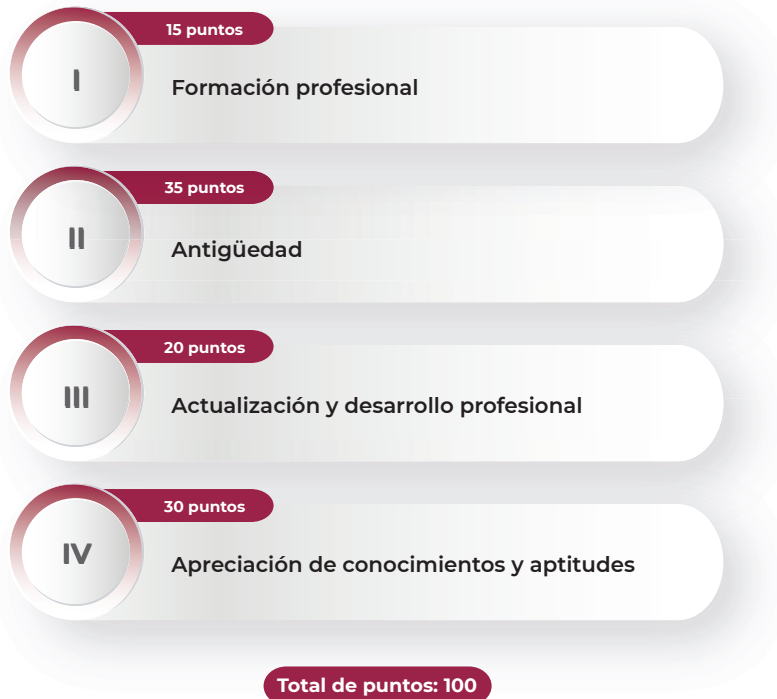 15 puntos
I
Formación profesional
35 puntos
II
Antigüedad
20 puntos
III
Actualización y desarrollo profesional
30 puntos
IV
Apreciación de conocimientos y aptitudes
Total de puntos: 100